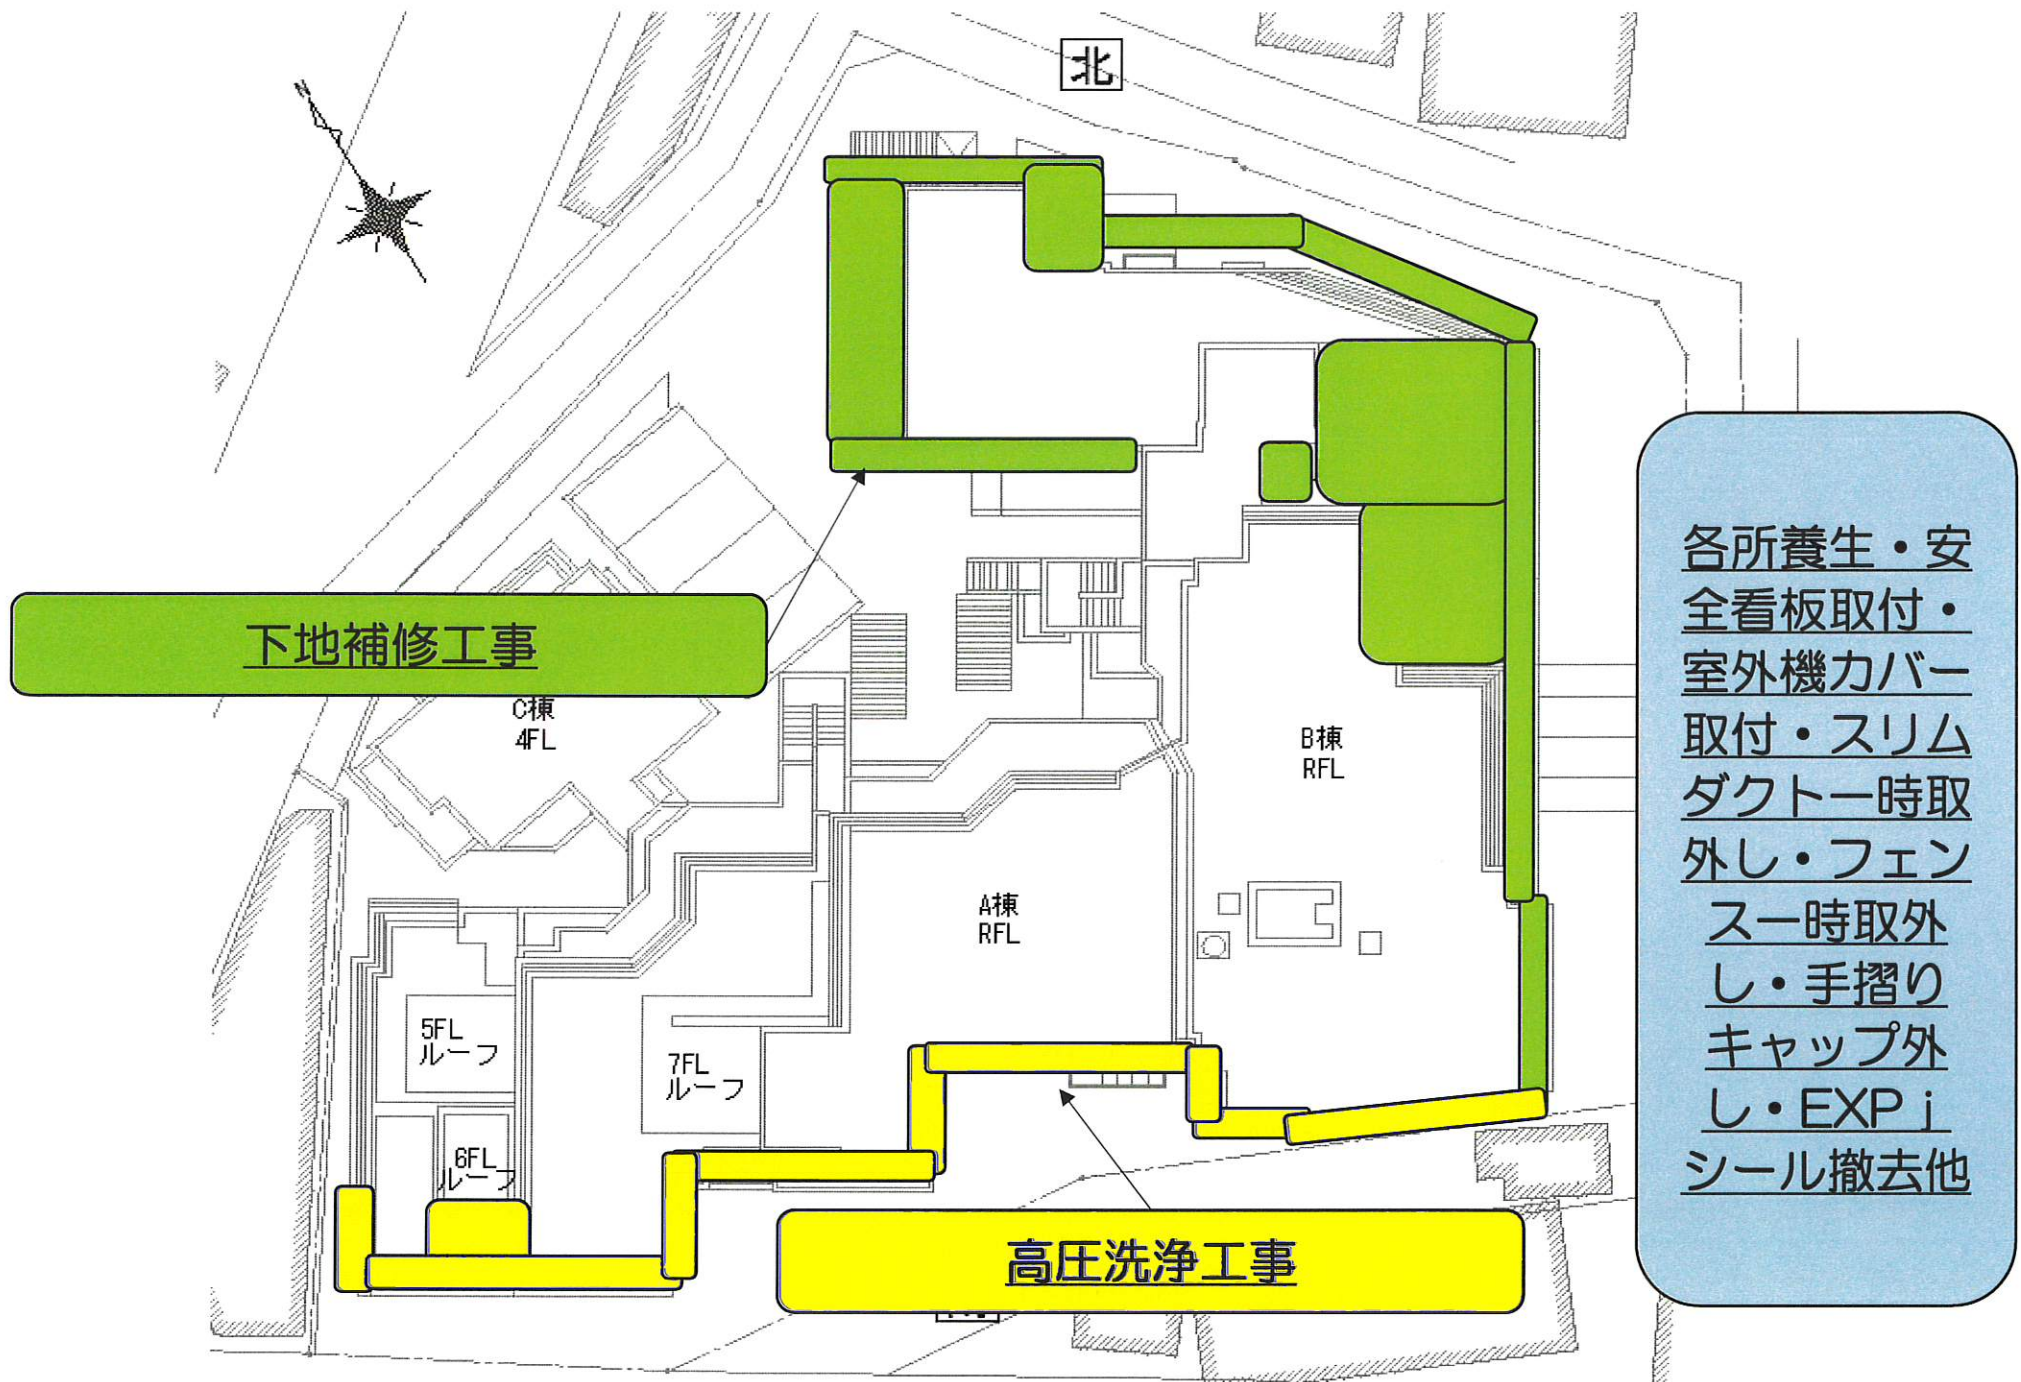 北
N
下地補修工事
各所養生・安
全看板取付・
室外機カバー
取付・スリム
ダクト一時取
外し・フェン
ス一時取外
し・手摺り
キャップ外
し・EXPｊ
シール撤去他
C棟
4FL
B棟
RFL
A棟
RFL
5FL
ルーフ
7FL
ルーフ
6FL
ルーフ
高圧洗浄工事